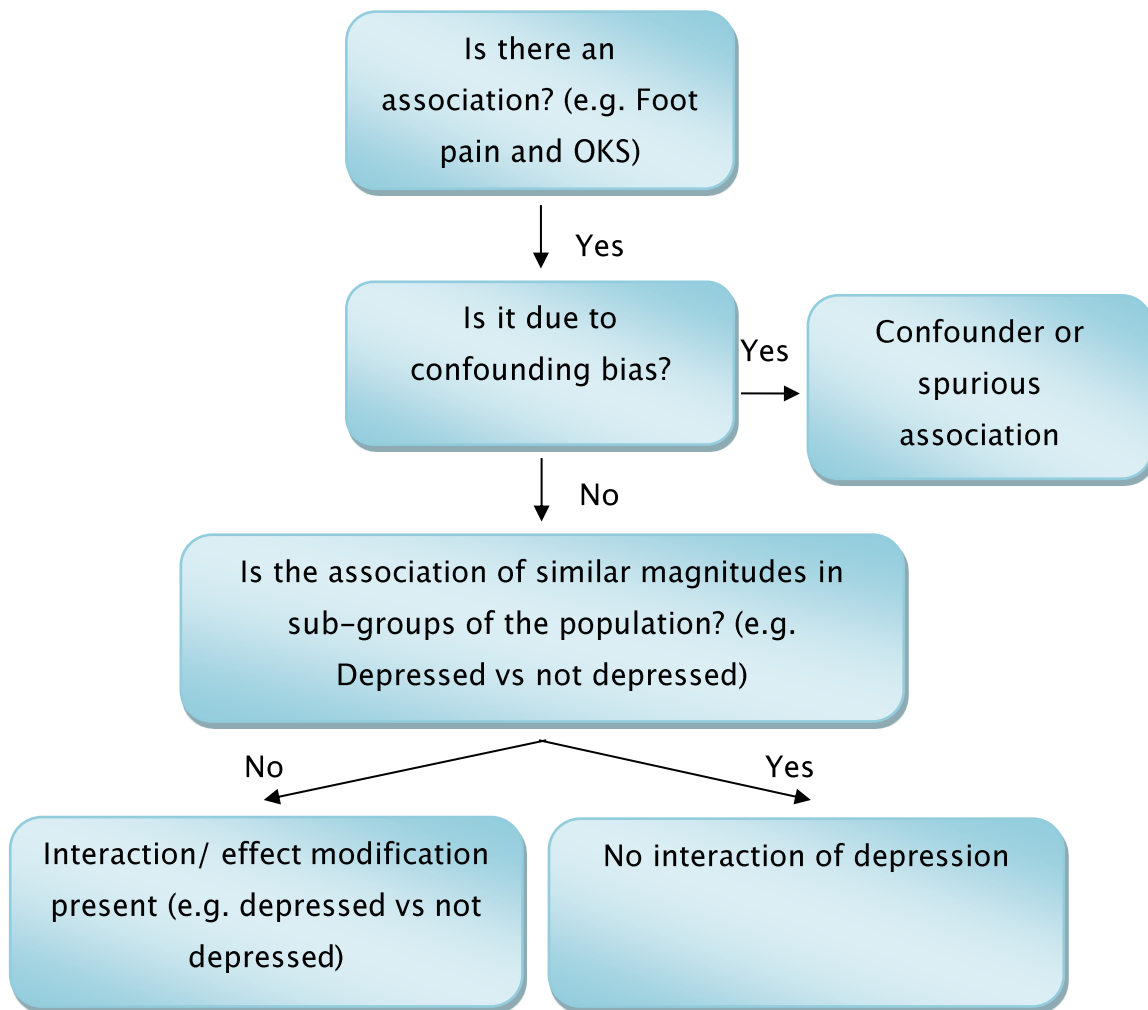 Is there an
association? (e.g. Foot
pain and OKS)
Yes
Is it due to
confounding bias?
Yes
Confounder or
spurious
association
No
Is the association of similar magnitudes in
sub-groups of the population? (e.g.
Depressed vs not depressed)
No
Yes
Interaction/ effect modification
present (e.g. depressed vs not
depressed)
No interaction of depression